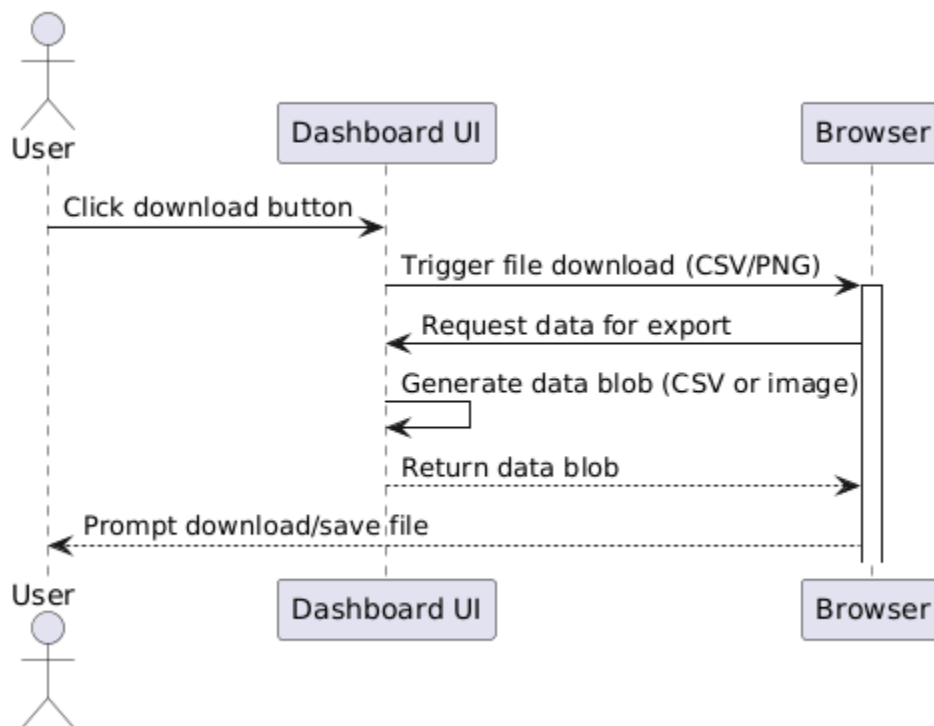 User
Dashboard UI
Browser
Click download button
Trigger file download (CSV/PNG)
Request data for export
Generate data blob (CSV or image)
Return data blob
Prompt download/save file
User
Dashboard UI
Browser